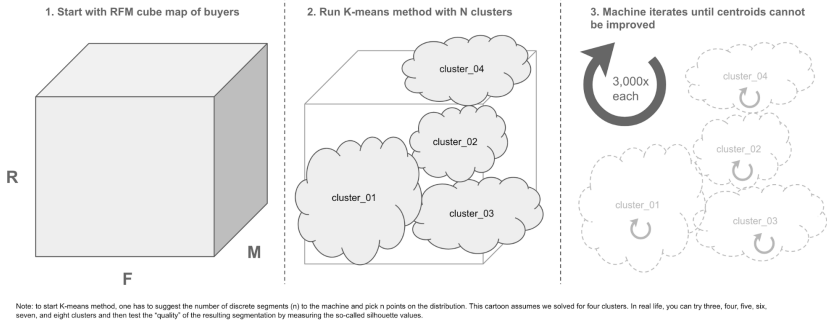 1. Start with RFM cube map of buyers
R
F
M
2. Run K-means method with N clusters
cluster_04
cluster_02
cluster_01
cluster_03
3. Machine iterates until centroids cannot
be improved
3,000x
each
cluster_04
cluster_02
cluster_01
cluster_03
Note: to start K-means method, one has to suggest the number of discrete segments (n) to the machine and pick n points on the distribution. This cartoon assumes we solved for four clusters. In real life, you can try three, four, five, six,
seven, and eight clusters and then test the "quality" of the resulting segmentation by measuring the so-called silhouette values.